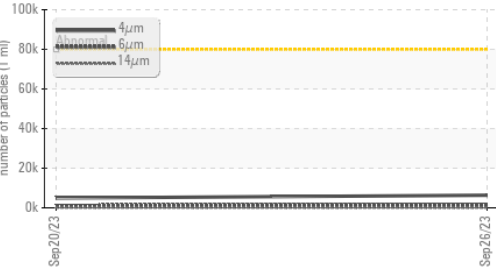 100k
80k
60k
40k
20k
0k
number of particles (1 ml)
Abnormal
4μm
6μm
14μm
Sep20/23
Sep26/23